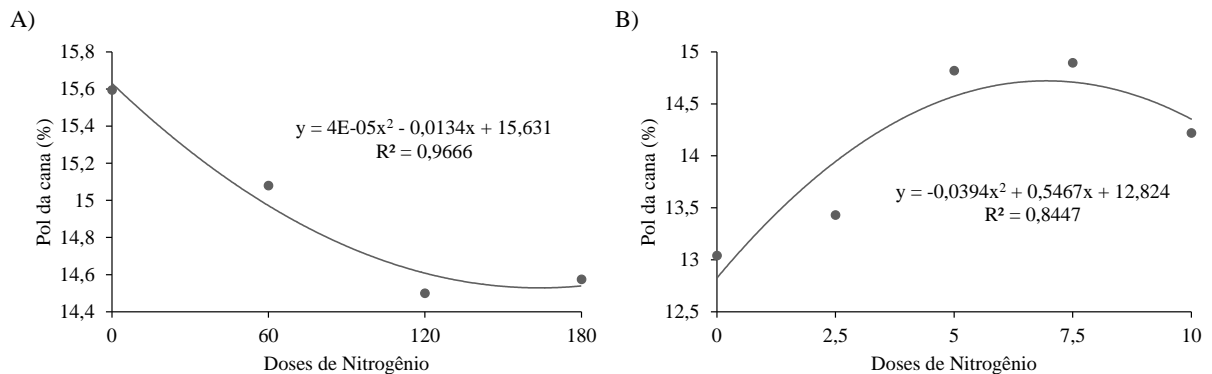 A)
15,8
15,6
15,4
15,2
15
14,8
14,6
14,4
Pol da cana (%)
y = 4E-05x² - 0,0134x + 15,631
R² = 0,9666
0
60
120
180
Doses de Nitrogênio
B)
15
14,5
14
13,5
13
12,5
Pol da cana (%)
y = -0,0394x² + 0,5467x + 12,824
R² = 0,8447
0
2,5
5
7,5
10
Doses de Nitrogênio